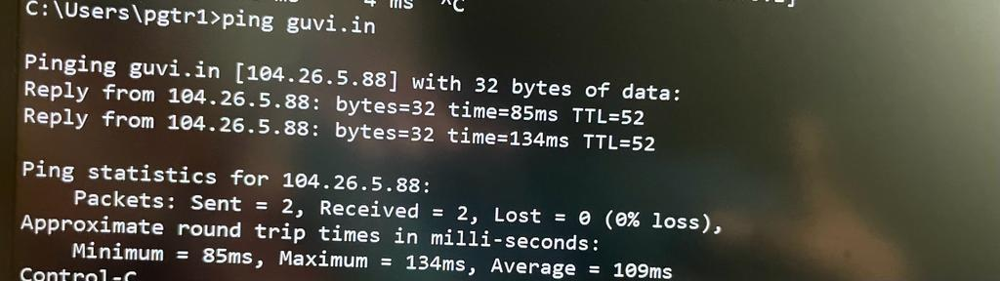 4 ms ^C
C:\Users\pgtr1>ping guvi.in
Pinging guvi.in [104.26.5.88] with 32 bytes of data:
Reply from 104.26.5.88: bytes=32 time=85ms TTL=52
Reply from 104.26.5.88: bytes=32 time=134ms TTL=52
Ping statistics for 104.26.5.88:
Packets: Sent = 2, Received = 2, Lost = 0 (0% loss),
Approximate round trip times in milli-seconds:
Minimum = 85ms, Maximum = 134ms, Average = 109ms
Control-C